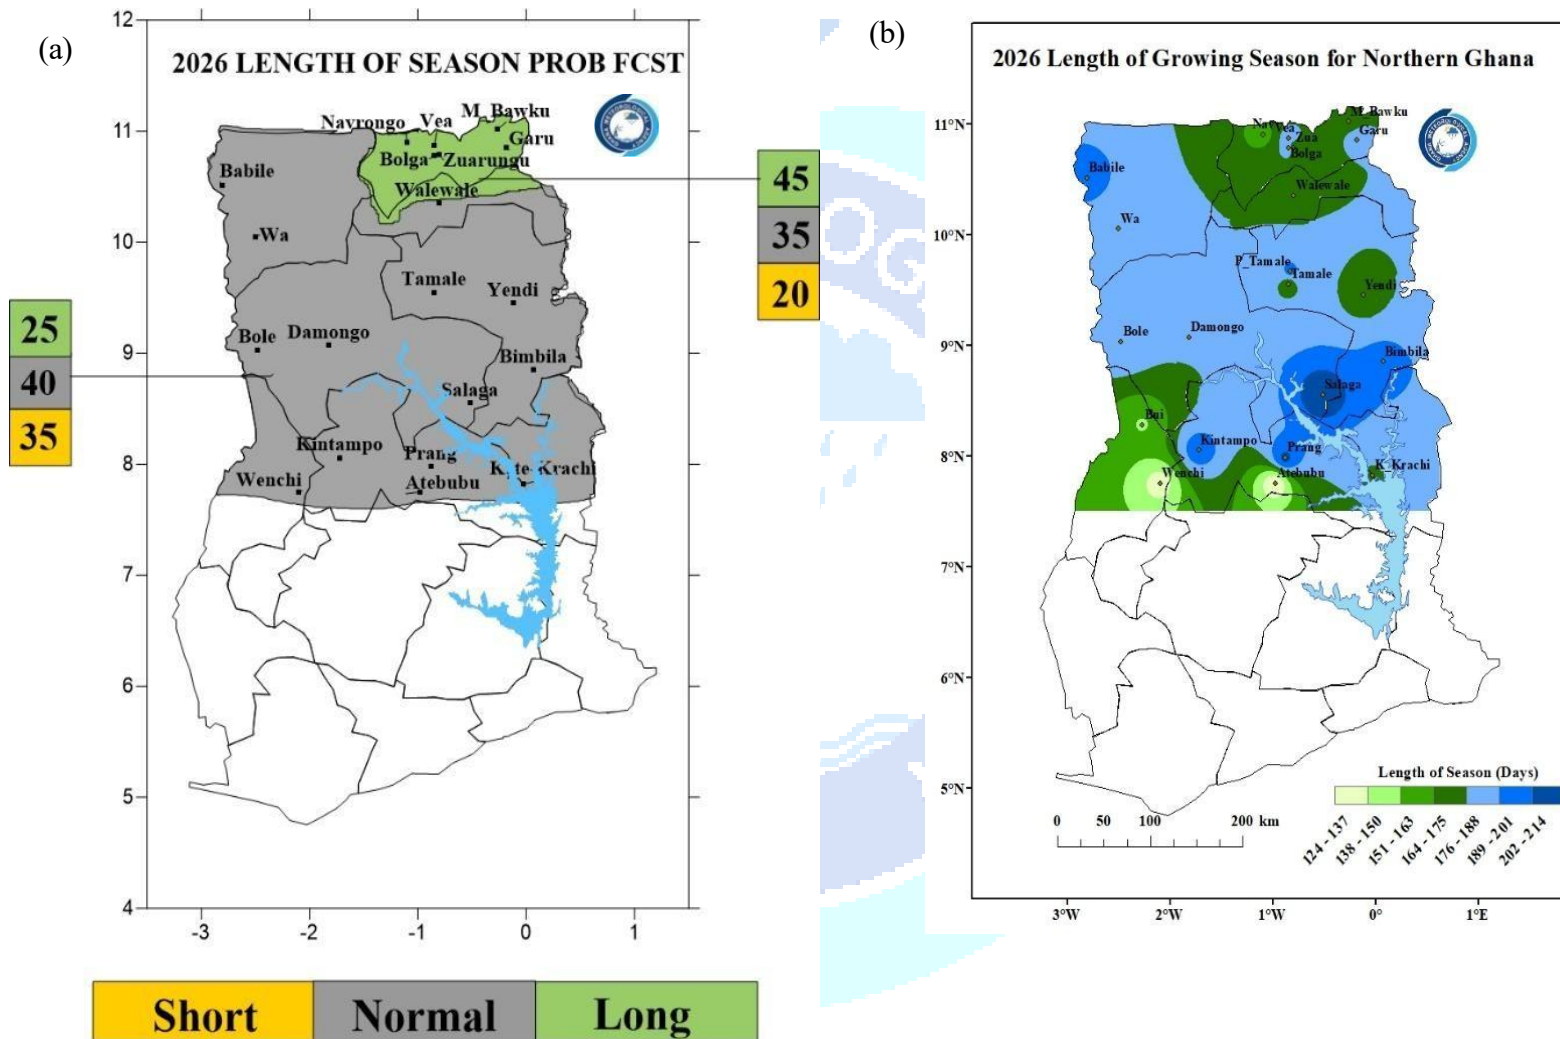 (a)
2026 LENGTH OF SEASON PROB FCST
12
11
10
9
8
7
6
5
4
-3
-2
-1
0
1
Navrongo
Vea
M_Bawku
Garu
Bolga
Zuarungu
Walewale
Babile
Wa
Tamale
Yendi
Bole
Damongo
Bimbila
Salaga
Kintampo
Prang
Wenchi
Atebubu
Kete-Krachi
45
35
20
25
40
35
Short
Normal
Long
(b)
2026 Length of Growing Season for Northern Ghana
11°N
10°N
9°N
8°N
7°N
6°N
5°N
3°W
2°W
1°W
0°
1°E
M_Bawku
Vea
Garu
Zua
Bolga
Babile
Walewale
Wa
P_Tamale
Tamale
Yendi
Bole
Damongo
Bimbila
Salaga
Bui
Kintampo
Prang
Wenchi
Atebubu
K_Krachi
Length of Season (Days)
124 - 137
138 - 150
151 - 163
164 - 175
176 - 188
189 - 201
202 - 214
0 50 100 200 km